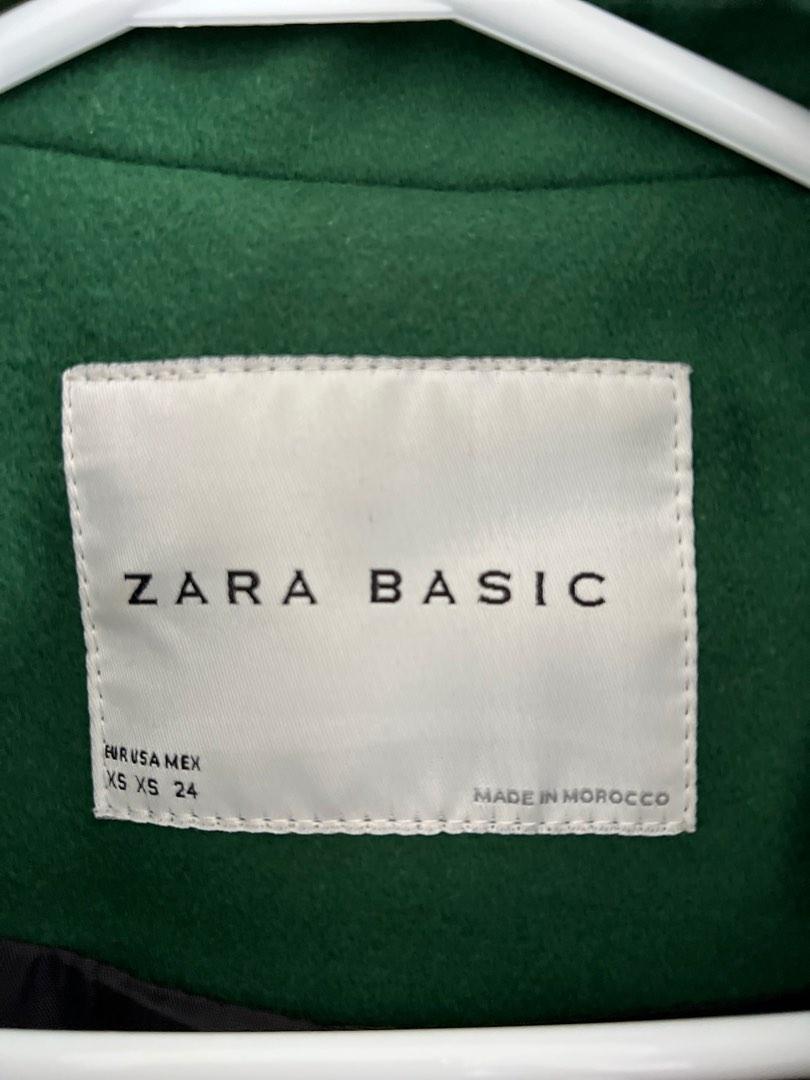 ZARA BASIC
EUR USA MEX
XS XS 24
MADE IN MOROCCO